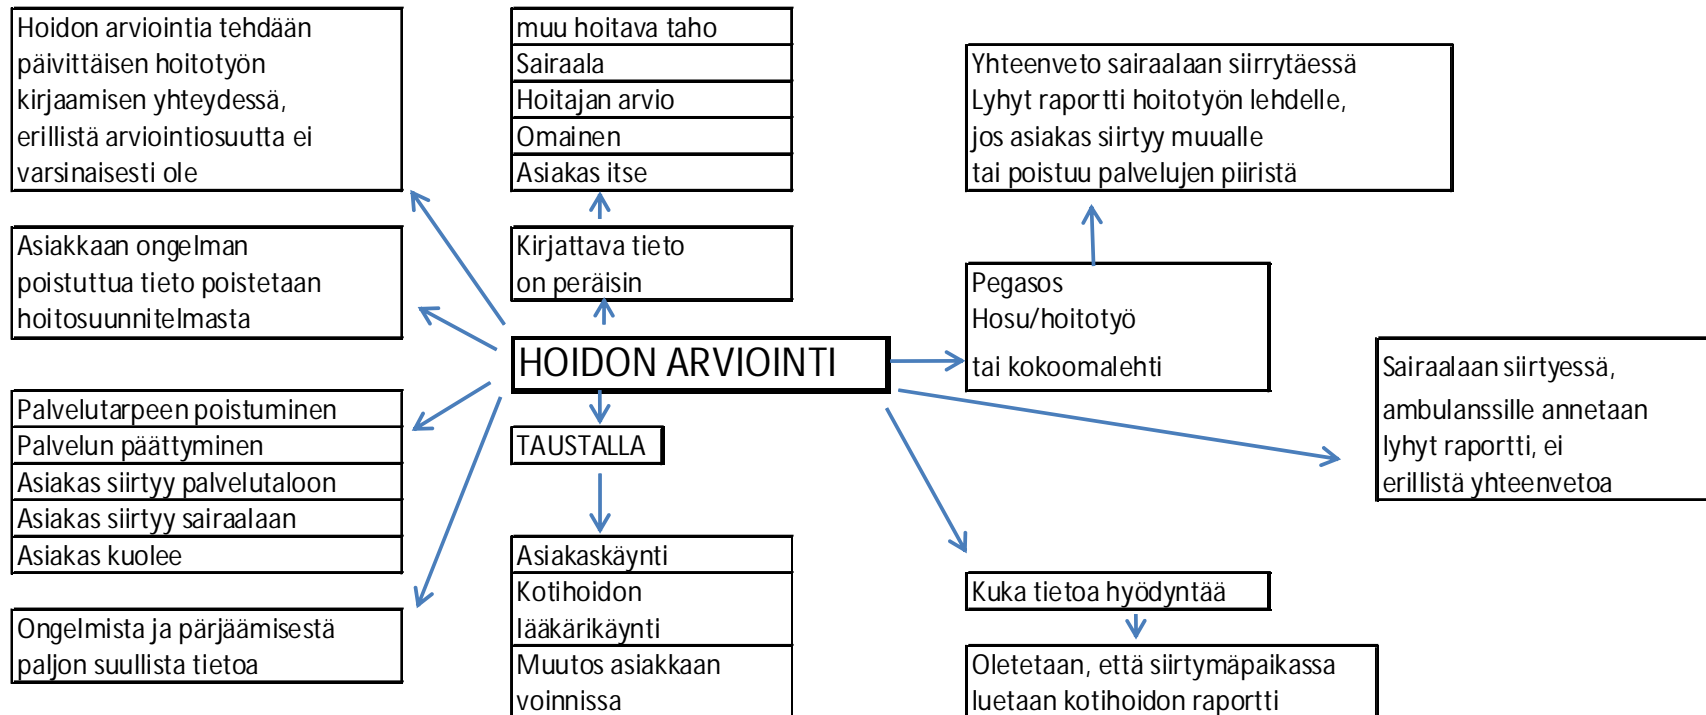 Hoidon arviointia tehdään
päivittäisen hoitotyön
kirjaamisen yhteydessä,
erillistä arviointiosuutta ei
varsinaisesti ole
muu hoitava taho
Sairaala
Hoitajan arvio
Omainen
Asiakas itse
Yhteenveto sairaalaan siirrytäessä
Lyhyt raportti hoitotyön lehdelle,
jos asiakas siirtyy muualle
tai poistuu palvelujen piiristä
Asiakkaan ongelman
poistuttua tieto poistetaan
hoitosuunnitelmasta
Kirjattava tieto
on peräisin
Pegasos
Hosu/hoitotyö
tai kokoomalehti
HOIDON ARVIOINTI
Sairaalaan siirtyessä,
ambulanssille annetaan
lyhyt raportti, ei
erillistä yhteenvetoa
Palvelutarpeen poistuminen
Palvelun päättyminen
Asiakas siirtyy palvelutaloon
Asiakas siirtyy sairaalaan
Asiakas kuolee
TAUSTALLA
Asiakaskäynti
Kotihoidon
lääkärikäynti
Muutos asiakkaan
voinnissa
Kuka tietoa hyödyntää
Ongelmista ja pärjäämisestä
paljon suullista tietoa
Oletetaan, että siirtymäpaikassa
luetaan kotihoidon raportti